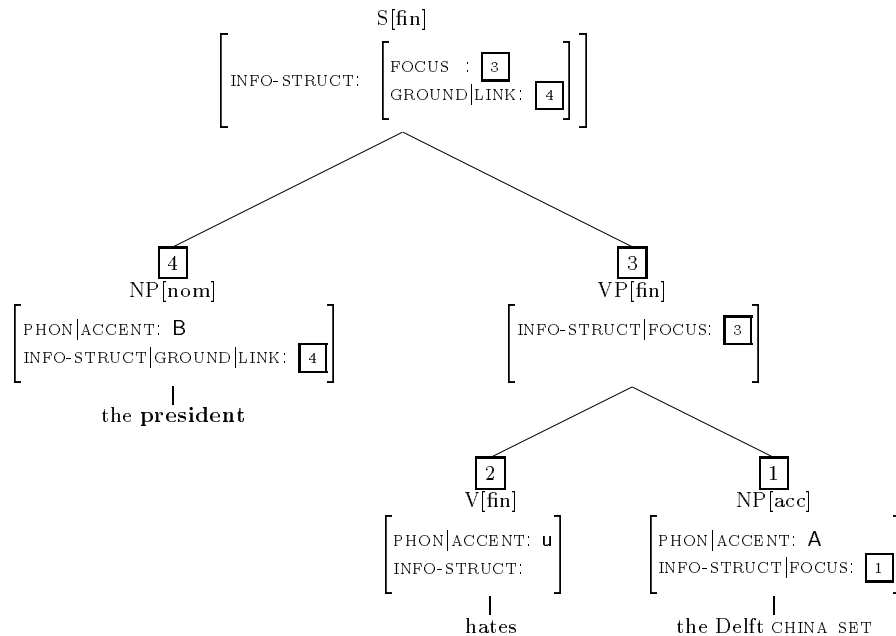 S[fin]
INFO-STRUCT: FOCUS : 3
GROUND|LINK: 4
4 3
NP[nom] VP[fin]
PHON|ACCENT: B
INFO-STRUCT|GROUND|LINK: 4
INFO-STRUCT|FOCUS: 3
the president
2 1
V[fin] NP[acc]
PHON|ACCENT: u
INFO-STRUCT:
PHON|ACCENT: A
INFO-STRUCT|FOCUS: 1
hates the Delft CHINA SET